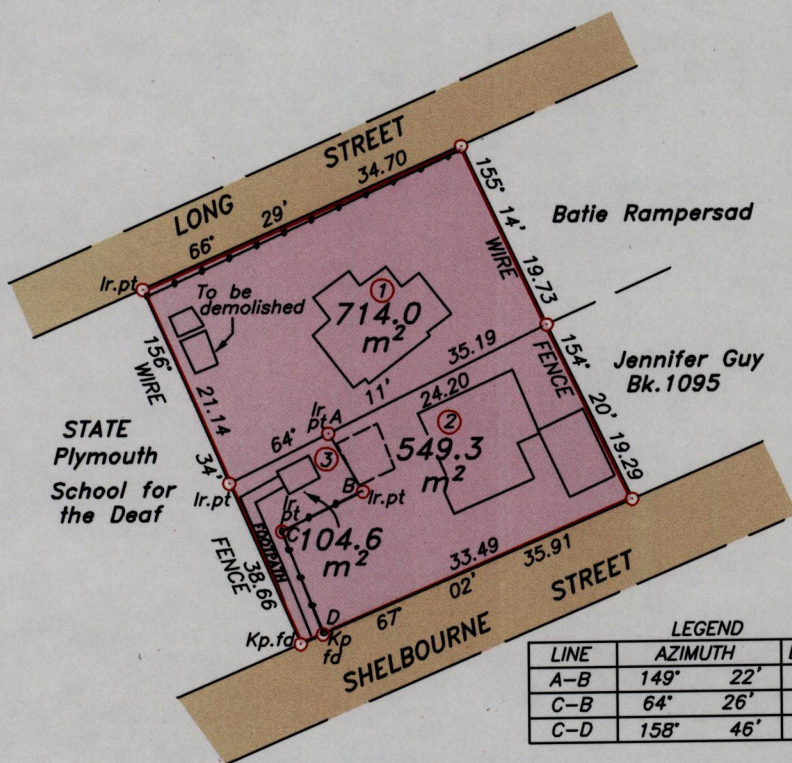 LONG STREET
66° 29' 34.70
155° 14' 19.73
WIRE
Batie Rampersad
Ir.pt
To be
demolished
1
714.0
m²
156° 34'
WIRE
21.14
35.19
64° 11'
24.20
FENCE
154° 20' 19.29
Jennifer Guy
Bk.1095
STATE
Plymouth
School for
the Deaf
Ir.pt
Ir.
pt A
2
549.3
m²
3
B
Ir.pt
Ir.
pt
C
104.6
m²
FOOTPATH
FENCE
38.66
33.49 35.91
67° 02'
D
Kp.fd
Kp
fd
SHELBOURNE STREET
LEGEND
LINE AZIMUTH
A-B 149° 22'
C-B 64° 26'
C-D 158° 46'